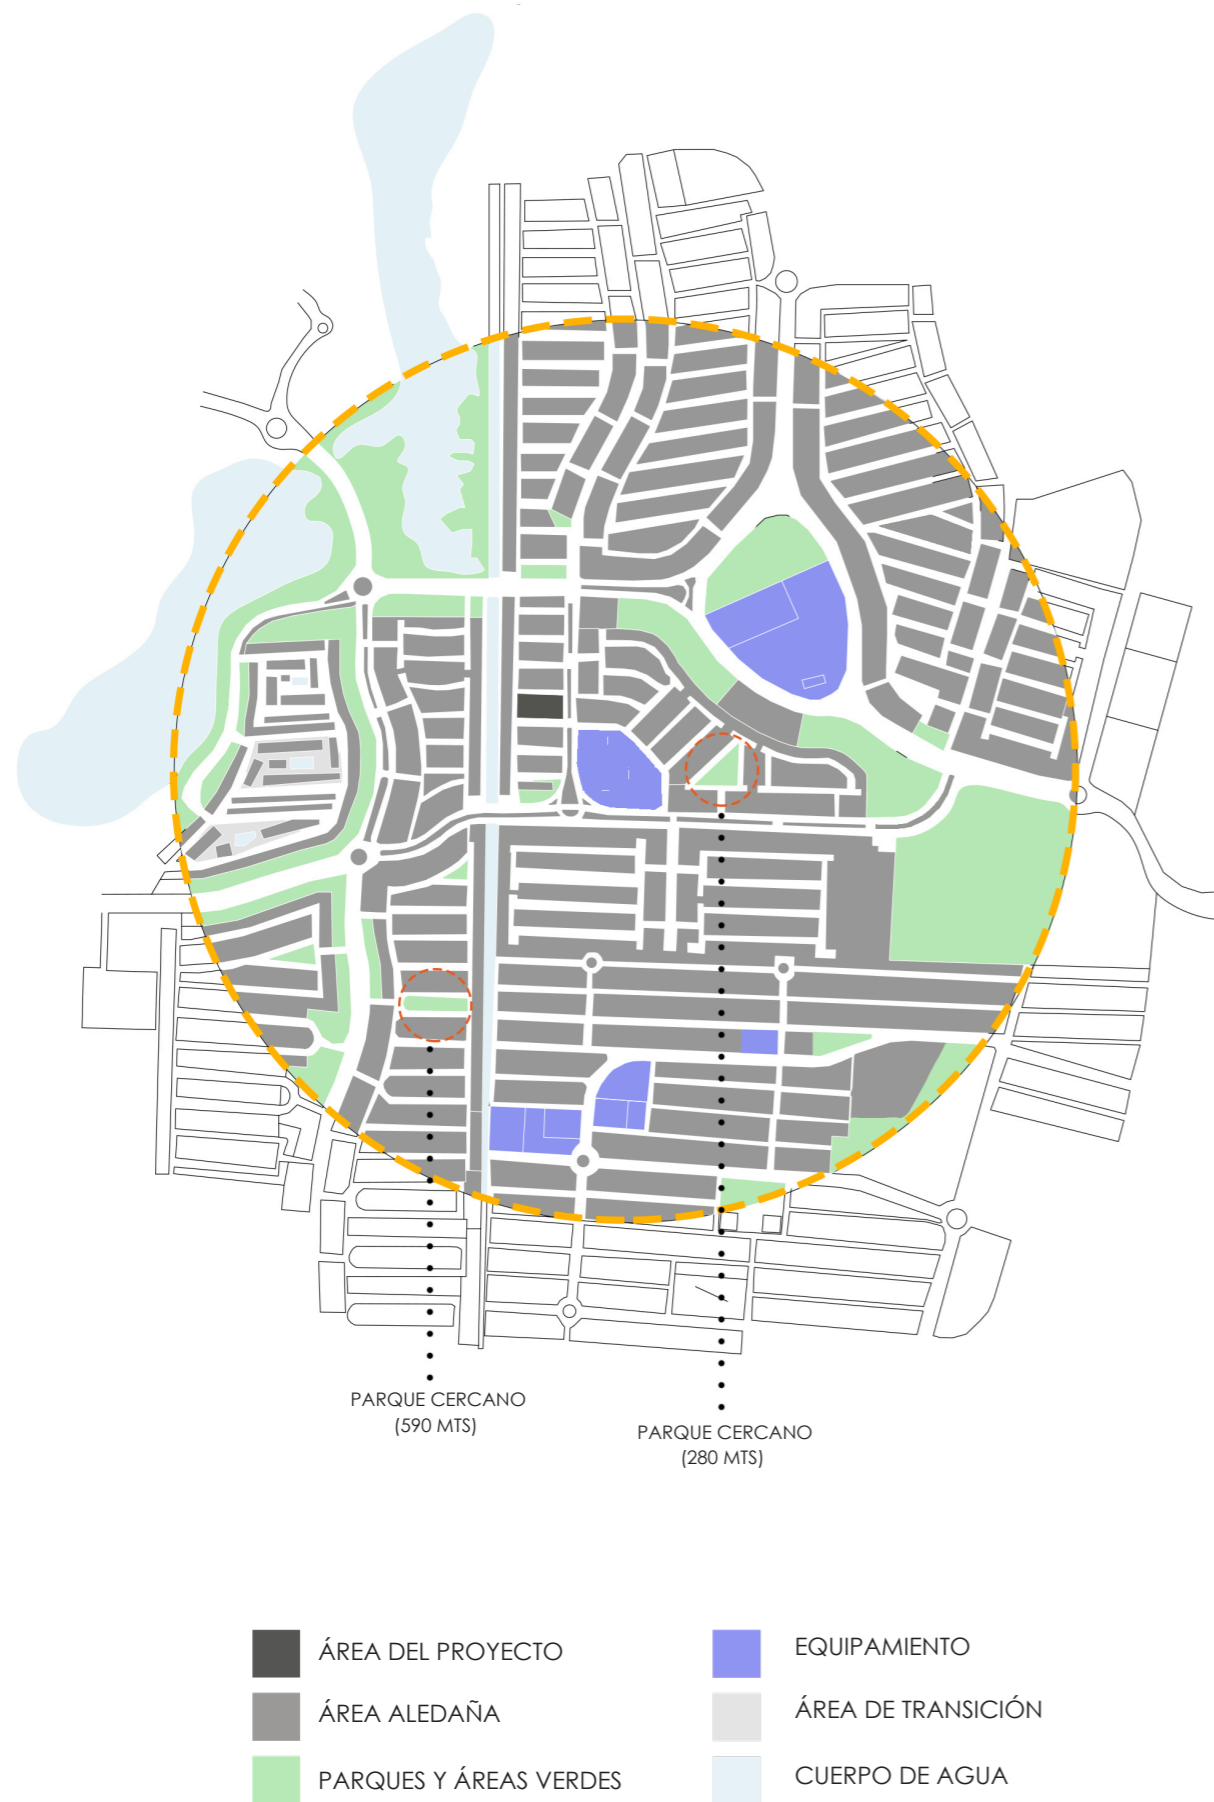 PARQUE CERCANO
(590 MTS)
PARQUE CERCANO
(280 MTS)
ÁREA DEL PROYECTO
EQUIPAMIENTO
ÁREA ALEDAÑA
ÁREA DE TRANSICIÓN
PARQUES Y ÁREAS VERDES
CUERPO DE AGUA